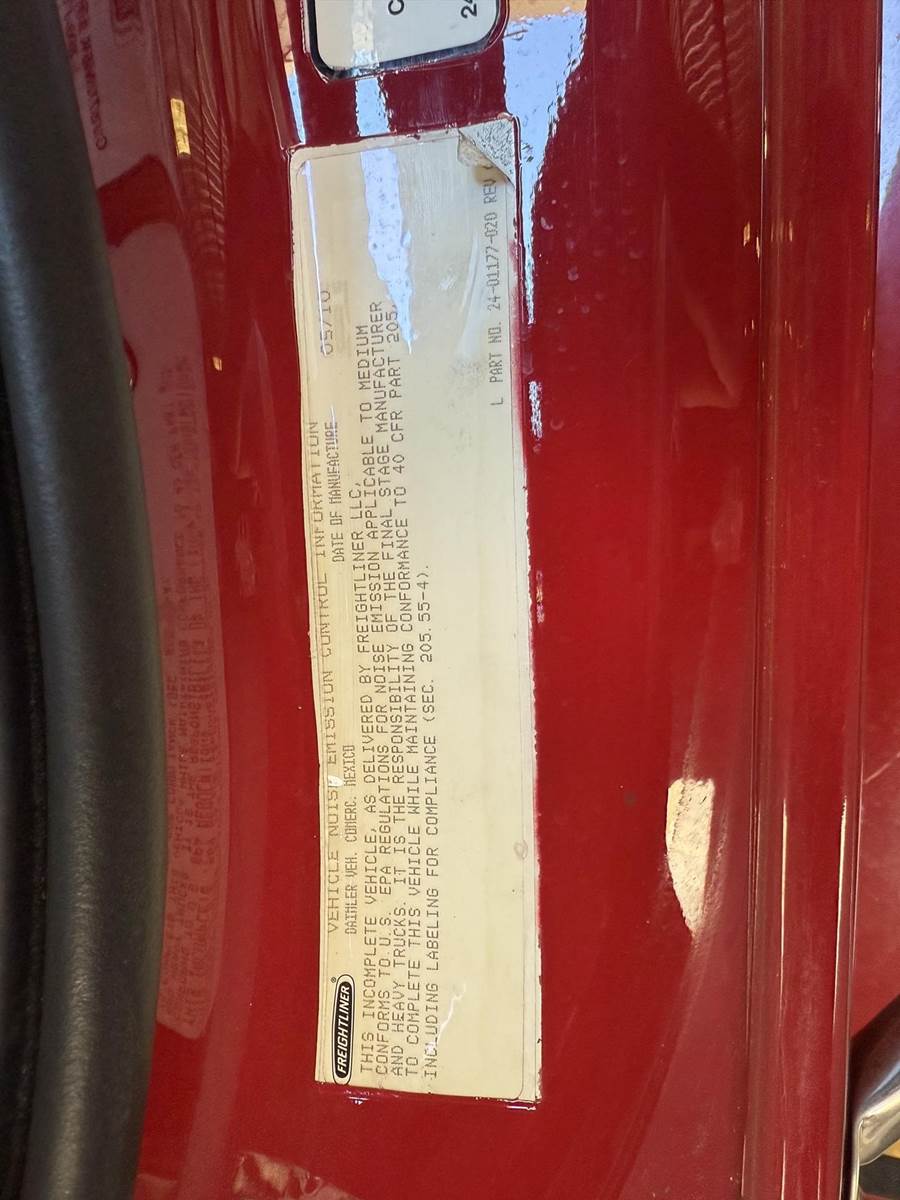 VEHICLE NOISE EMISSION CONTROL INFORMATION
DAIMLER VEH. COMERC. MEXICO DATE OF MANUFACTURE 05/10
FREIGHTLINER®
THIS INCOMPLETE VEHICLE, AS DELIVERED BY FREIGHTLINER LLC,
CONFORMS TO U.S. EPA REGULATIONS FOR NOISE EMISSION APPLICABLE TO MEDIUM
AND HEAVY TRUCKS. IT IS THE RESPONSIBILITY OF THE FINAL STAGE MANUFACTURER
TO COMPLETE THIS VEHICLE WHILE MAINTAINING CONFORMANCE TO 40 CFR PART 205,
INCLUDING LABELING FOR COMPLIANCE (SEC. 205.55-4).
L PART NO. 24-01177-020 REV
C
24